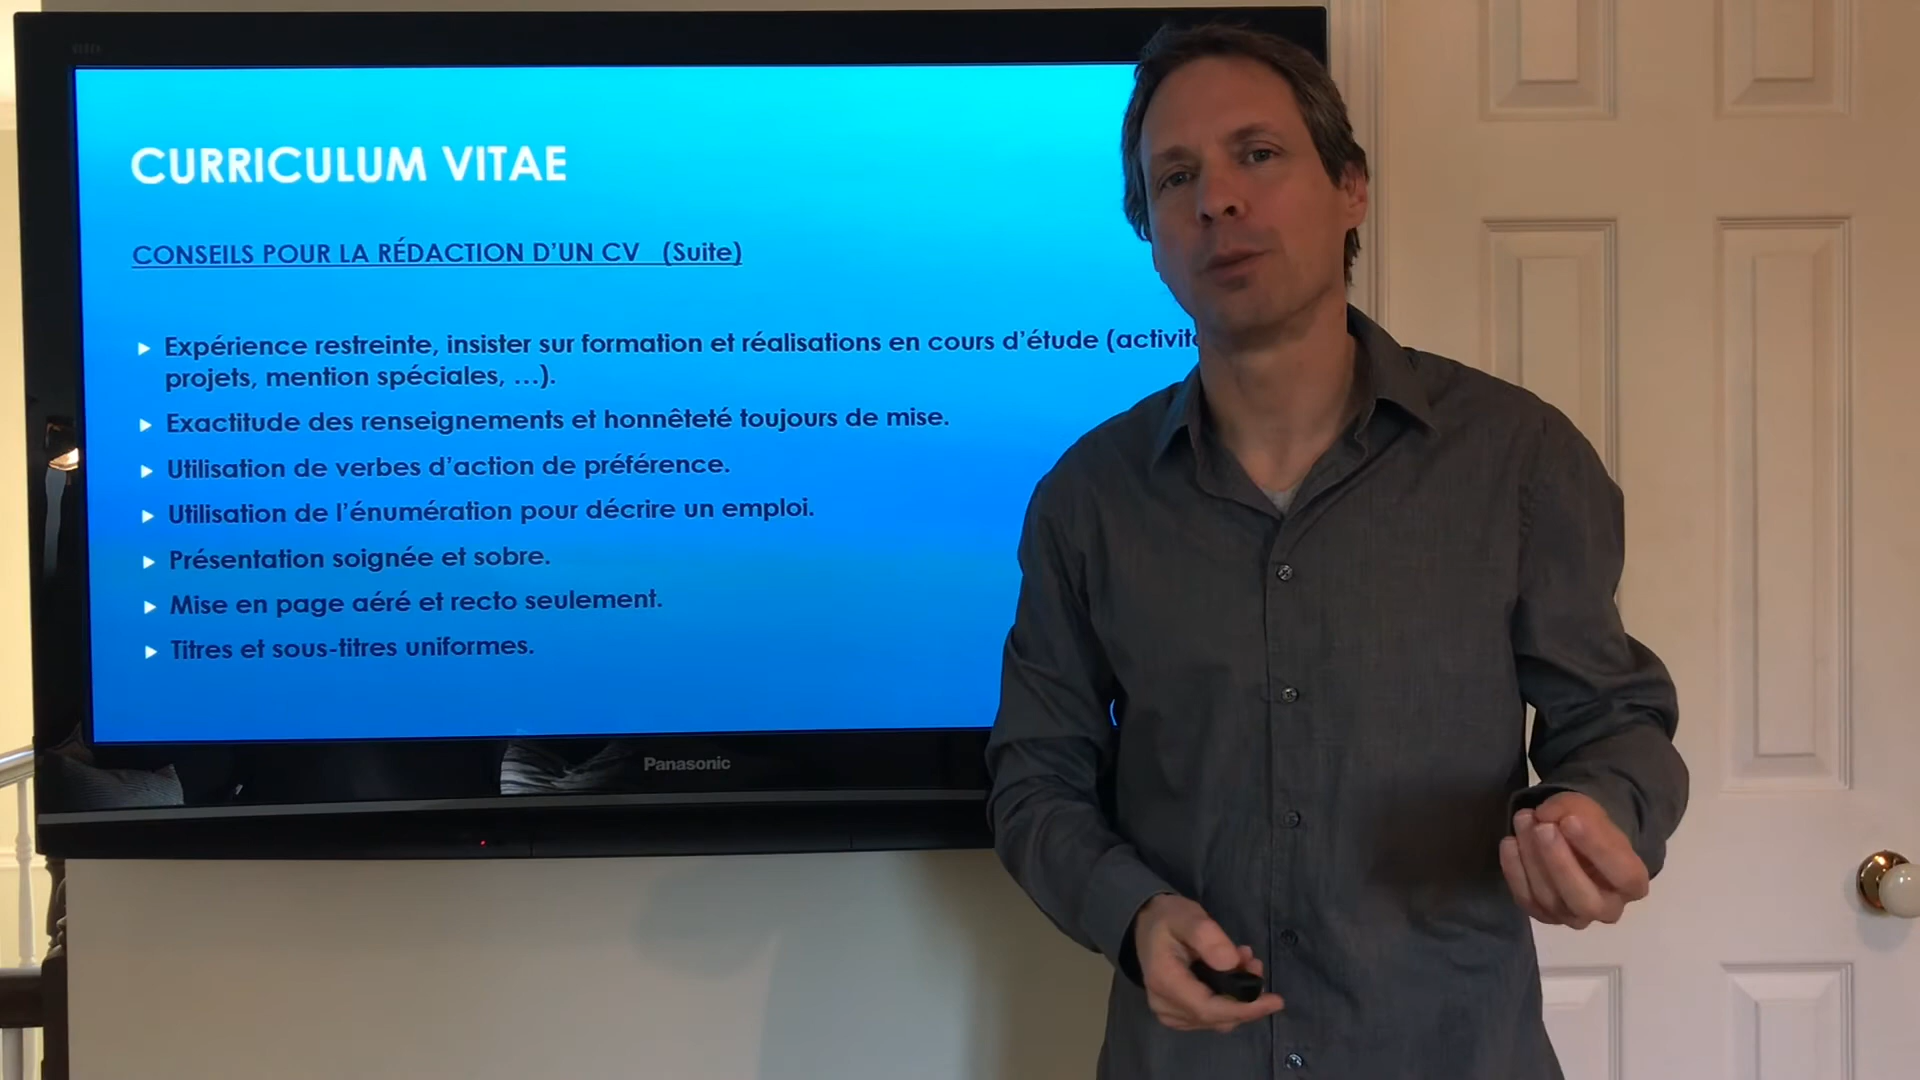 CURRICULUM VITAE
CONSEILS POUR LA RÉDACTION D'UN CV (Suite)
Expérience restreinte, insister sur formation et réalisations en cours d'étude
projets, mention spéciales, ...).
Exactitude des renseignements et honnêteté toujours de mise.
Utilisation de verbes d'action de préférence.
Utilisation de l'énumération pour décrire un emploi.
Présentation soignée et sobre.
Mise en page aéré et recto seulement.
Titres et sous-titres uniformes.
Panasonic